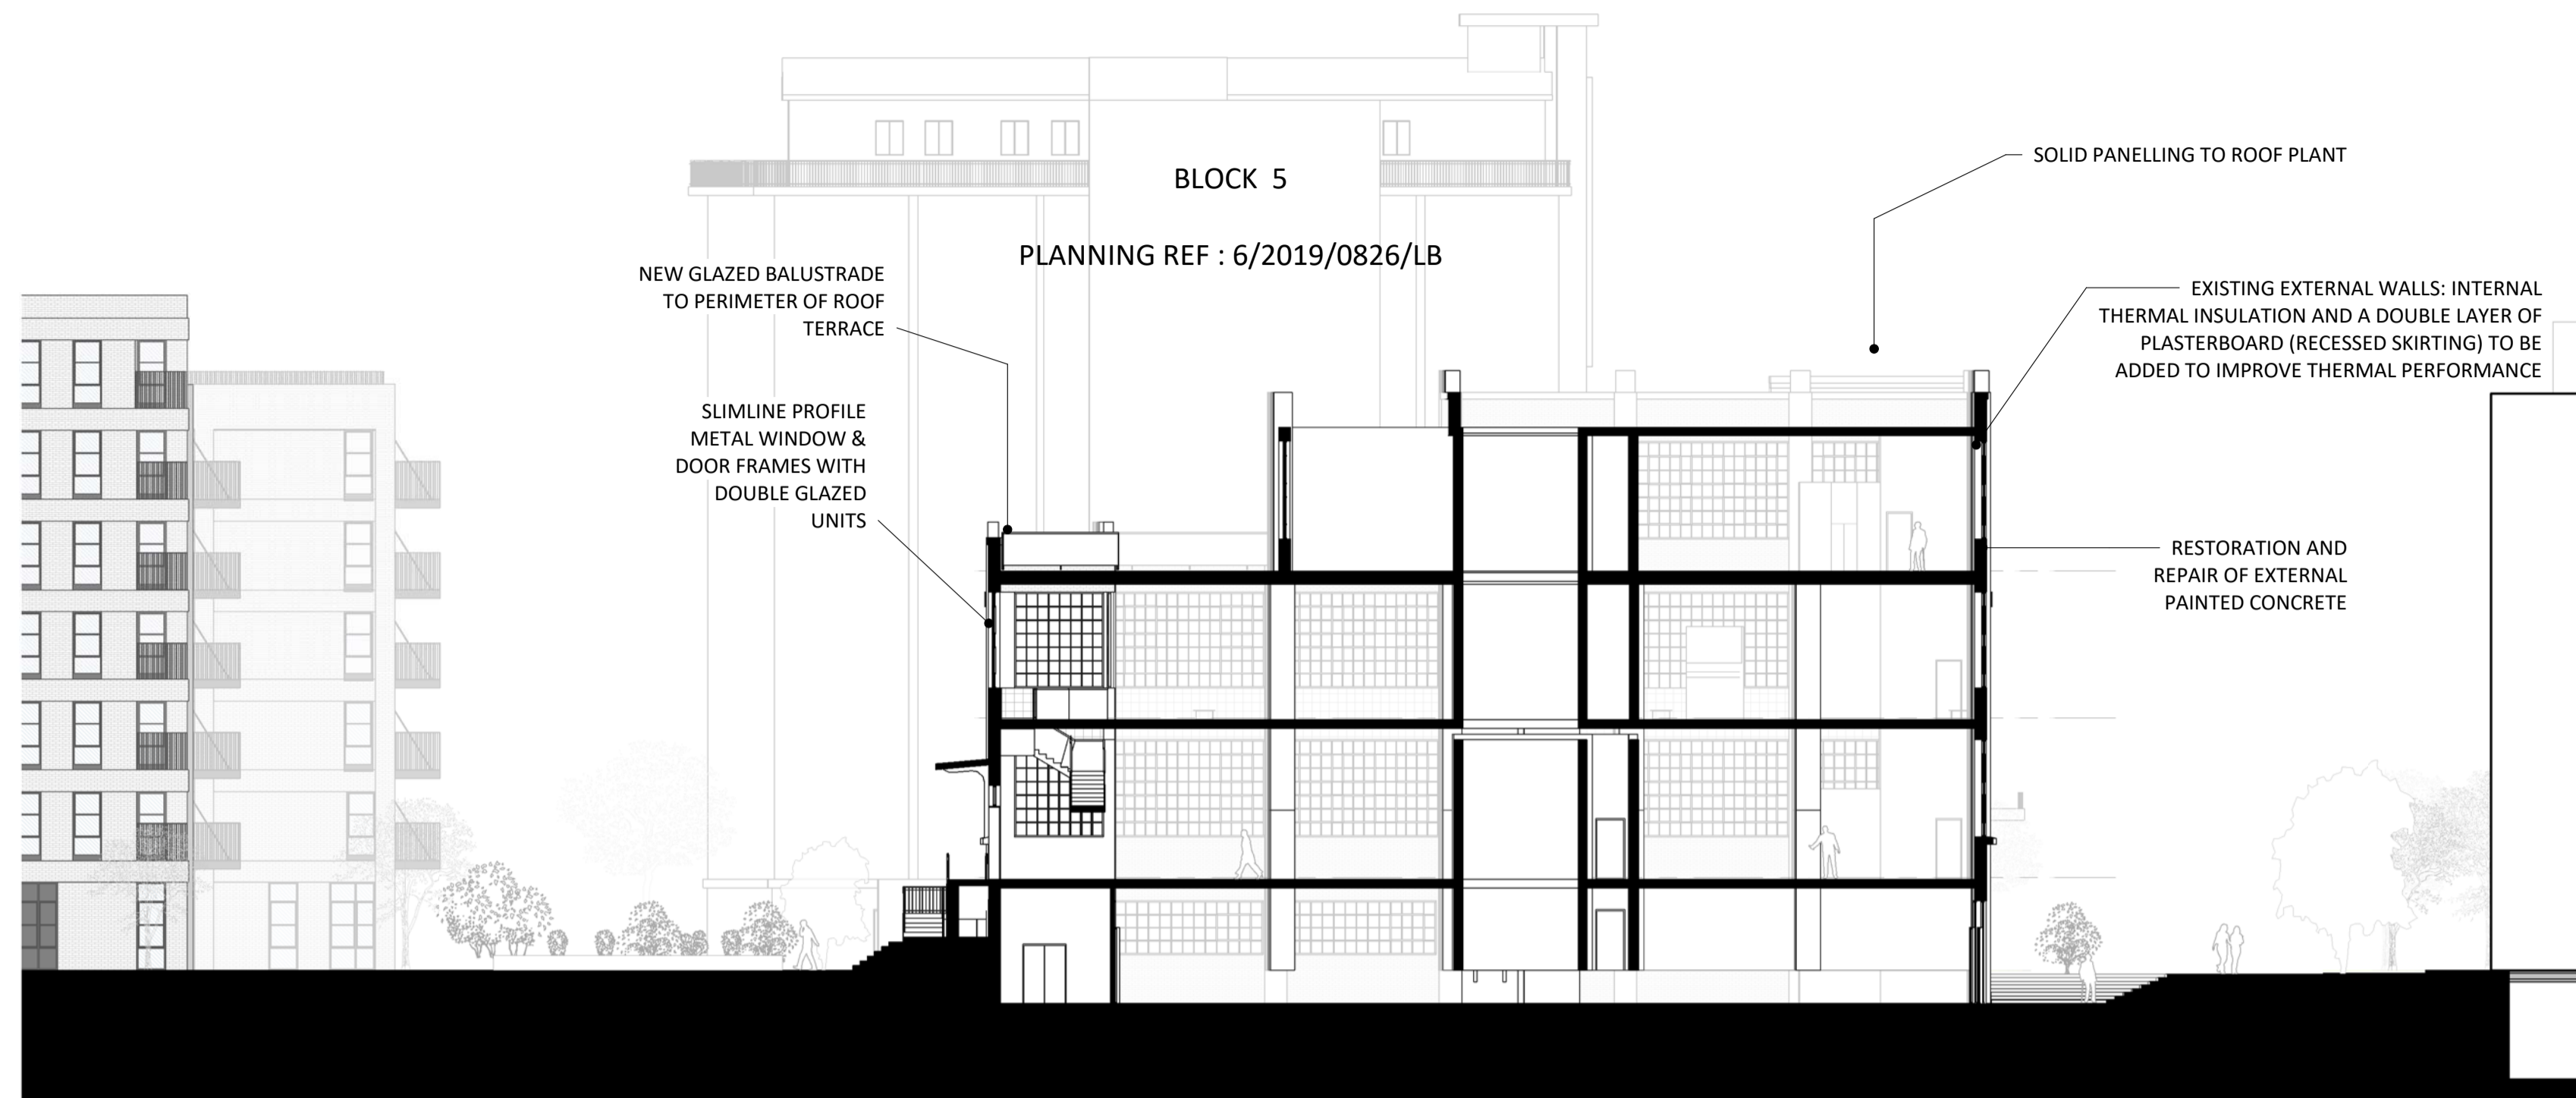 BLOCK 5
PLANNING REF : 6/2019/0826/LB
SOLID PANELLING TO ROOF PLANT
NEW GLAZED BALUSTRADE
TO PERIMETER OF ROOF
TERRACE
EXISTING EXTERNAL WALLS: INTERNAL
THERMAL INSULATION AND A DOUBLE LAYER OF
PLASTERBOARD (RECESSED SKIRTING) TO BE
ADDED TO IMPROVE THERMAL PERFORMANCE
SLIMLINE PROFILE
METAL WINDOW &
DOOR FRAMES WITH
DOUBLE GLAZED
UNITS
RESTORATION AND
REPAIR OF EXTERNAL
PAINTED CONCRETE